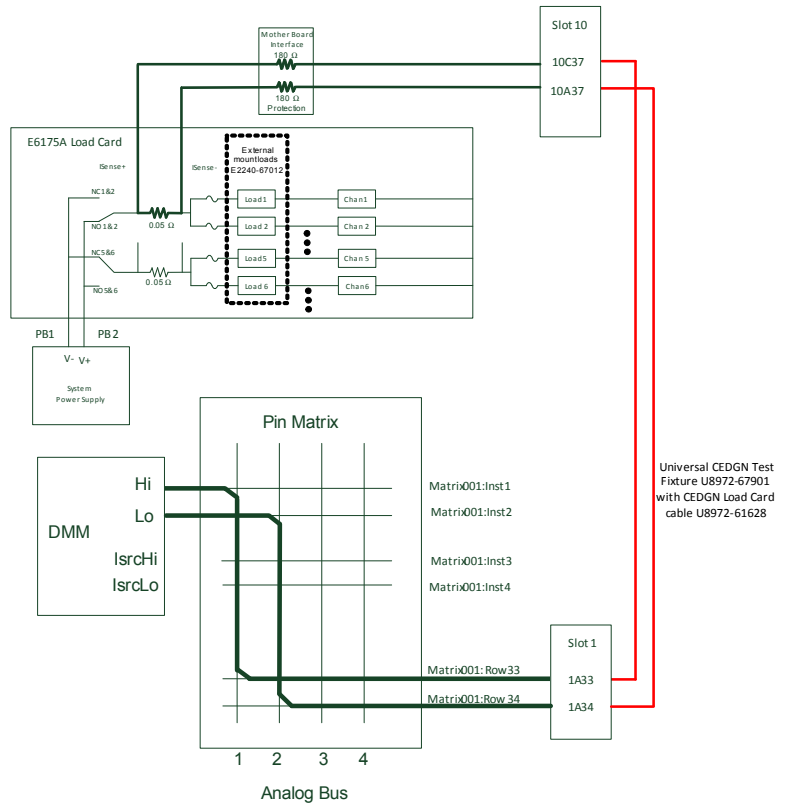 Mother Board
Interface
180 Ω
180 Ω
Protection
Slot 10
10C37
10A37
E6175A Load Card
ISense+
ISense-
External
mountloads
E2240-67012
NC1&2
NO1&2
0.05 Ω
NC5&6
NO5&6
0.05 Ω
Load1
Load 2
Load5
Load 6
Chan1
Chan 2
Chan 5
Chan6
PB1
PB2
V-
V+
System
Power Supply
Pin Matrix
DMM
Hi
Lo
IsrcHi
IsrcLo
Matrix001:Inst1
Matrix001:Inst2
Matrix001:Inst3
Matrix001:Inst4
Matrix001:Row33
Matrix001:Row 34
1 2 3 4
Analog Bus
Slot 1
1A33
1A34
Universal CEDGN Test
Fixture U8972-67901
with CEDGN Load Card
cable U8972-61628